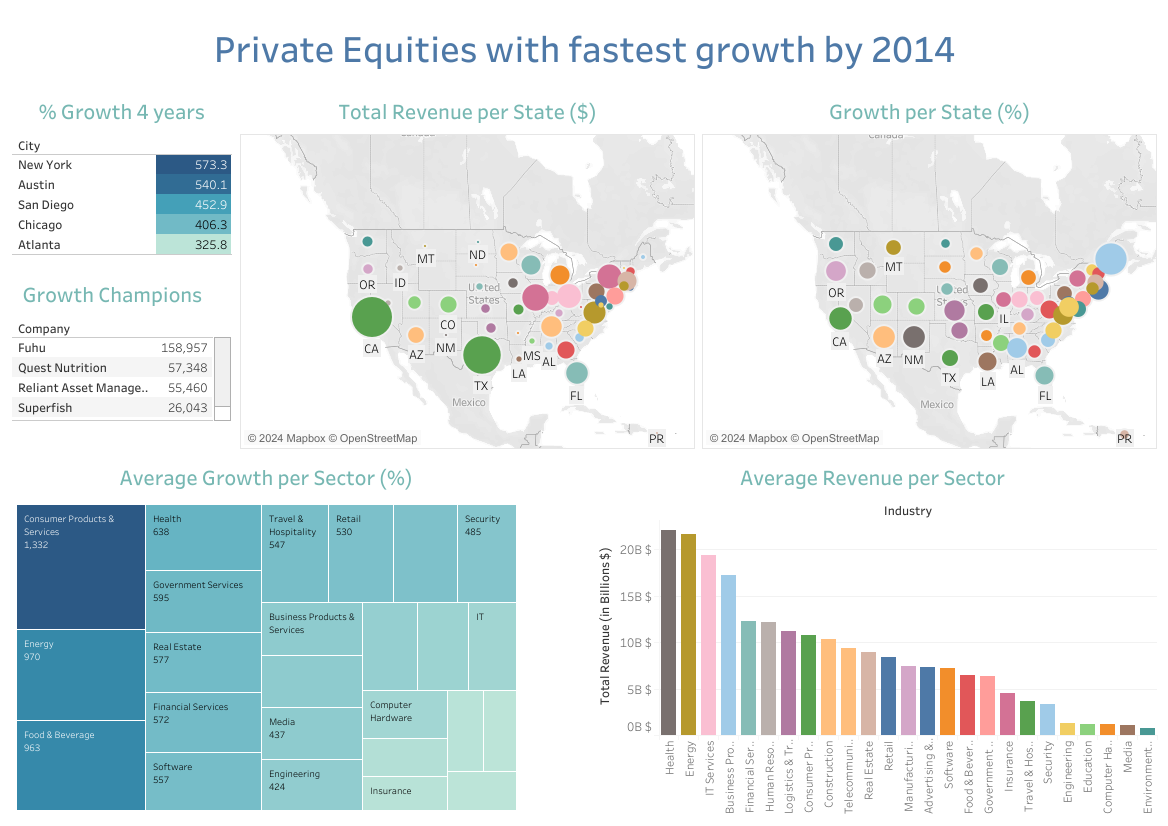 Private Equities with fastest growth by 2014
% Growth 4 years
City
New York 573.3
Austin 540.1
San Diego 452.9
Chicago 406.3
Atlanta 325.8
Growth Champions
Company
Fuhu 158,957
Quest Nutrition 57,348
Reliant Asset Manage.. 55,460
Superfish 26,043
Total Revenue per State ($)
MT
ND
OR
ID
United
States
CO
CA
AZ
NM
MS
AL
LA
TX
FL
Mexico
PR
© 2024 Mapbox © OpenStreetMap
Growth per State (%)
Canada
MT
OR
United
States
IL
CA
AZ
NM
AL
TX
LA
FL
Mexico
PR
© 2024 Mapbox © OpenStreetMap
Average Growth per Sector (%)
Consumer Products &
Services
1,332
Energy
970
Food & Beverage
963
Health
638
Government Services
595
Real Estate
577
Financial Services
572
Software
557
Travel &
Hospitality
547
Retail
530
Security
485
Business Products &
Services
IT
Media
437
Engineering
424
Computer
Hardware
Insurance
Average Revenue per Sector
Industry
Total Revenue (in Billions $)
20B $
15B $
10B $
5B $
0B $
Health
Energy
IT Services
Business Pro..
Financial Ser..
Human Reso..
Logistics & Tr..
Consumer Pr..
Construction
Telecommuni..
Real Estate
Retail
Manufacturi..
Advertising &..
Software
Food & Bever..
Government ..
Insurance
Travel & Hos..
Security
Engineering
Education
Computer Ha..
Media
Environment..